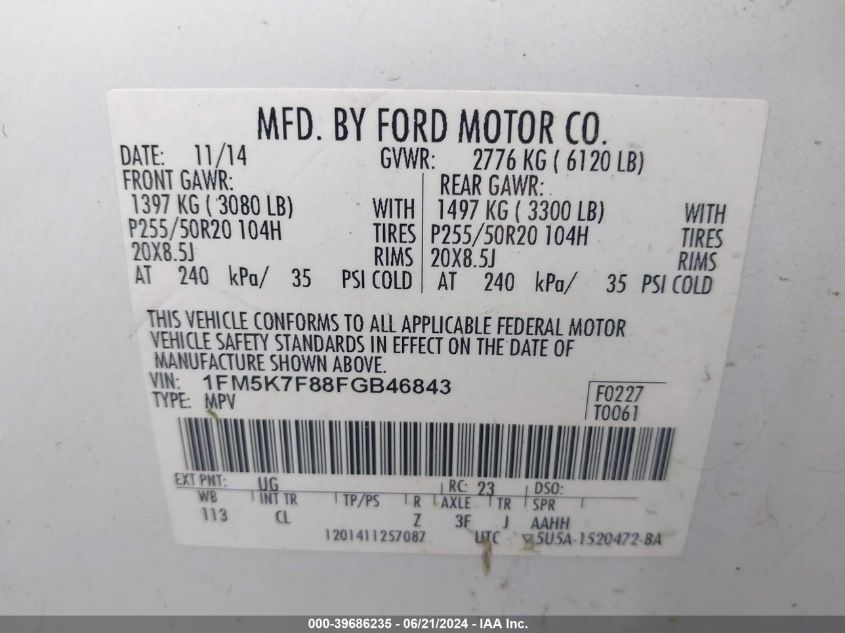 MFD. BY FORD MOTOR CO.
DATE: 11/14 GVWR: 2776 KG ( 6120 LB)
FRONT GAWR: REAR GAWR:
1397 KG ( 3080 LB) WITH 1497 KG ( 3300 LB) WITH
P255/50R20 104H TIRES P255/50R20 104H TIRES
20X8.5J RIMS 20X8.5J RIMS
AT 240 kPa/ 35 PSI COLD AT 240 kPa/ 35 PSI COLD
THIS VEHICLE CONFORMS TO ALL APPLICABLE FEDERAL MOTOR
VEHICLE SAFETY STANDARDS IN EFFECT ON THE DATE OF
MANUFACTURE SHOWN ABOVE.
VIN: 1FM5K7F88FGB46843 F0227
TYPE: MPV T0061
EXT PNT: UG RC: 23 DSO:
WB INT TR TP/PS R AXLE TR SPR
113 CL Z 3F J AAHH
1201411257087 UTC 5U5A-1520472-BA
000-39686235 - 06/21/2024 - IAA Inc.